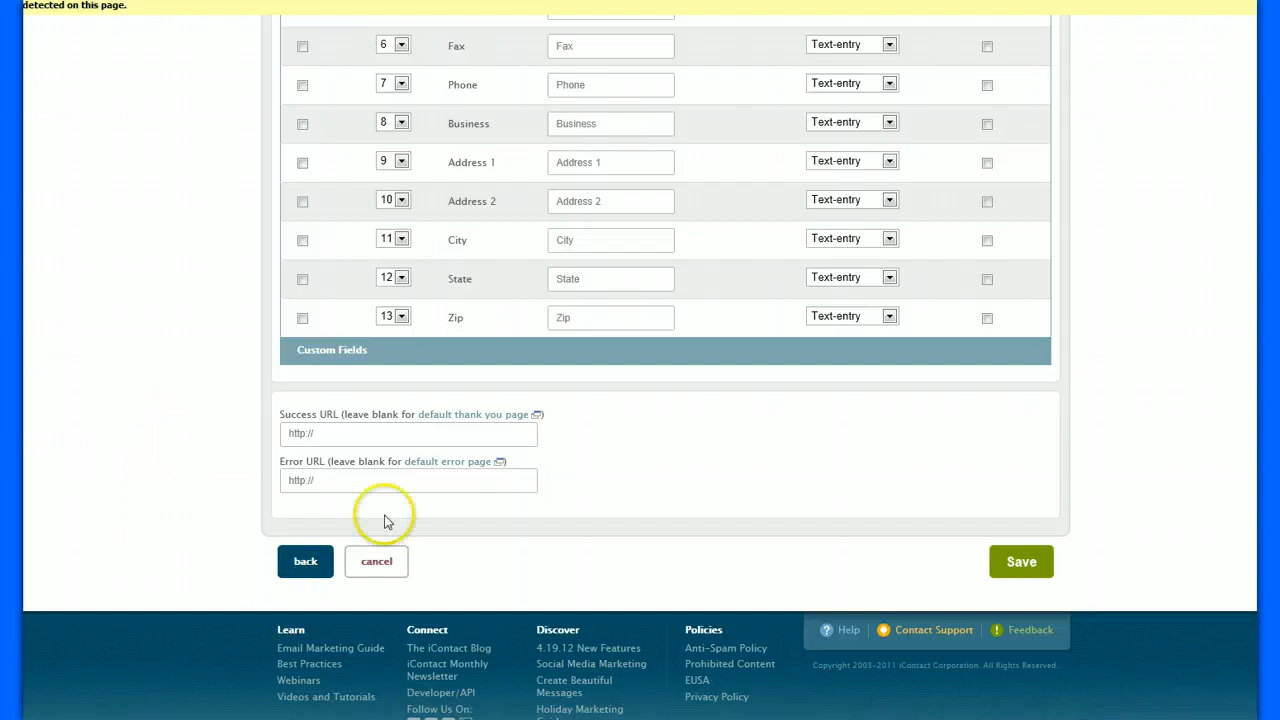 detected on this page.
6 Fax Fax Text-entry
7 Phone Phone Text-entry
8 Business Business Text-entry
9 Address 1 Address 1 Text-entry
10 Address 2 Address 2 Text-entry
11 City City Text-entry
12 State State Text-entry
13 Zip Zip Text-entry
Custom Fields
Success URL (leave blank for default thank you page )
http://
Error URL (leave blank for default error page )
http://
back cancel Save
Learn
Email Marketing Guide
Best Practices
Webinars
Videos and Tutorials
Connect
The iContact Blog
iContact Monthly
Newsletter
Developer/API
Follow Us On:
Discover
4.19.12 New Features
Social Media Marketing
Create Beautiful
Messages
Holiday Marketing
Policies
Anti-Spam Policy
Prohibited Content
EUSA
Privacy Policy
? Help Contact Support ! Feedback
Copyright 2003-2011 iContact Corporation. All Rights Reserved.